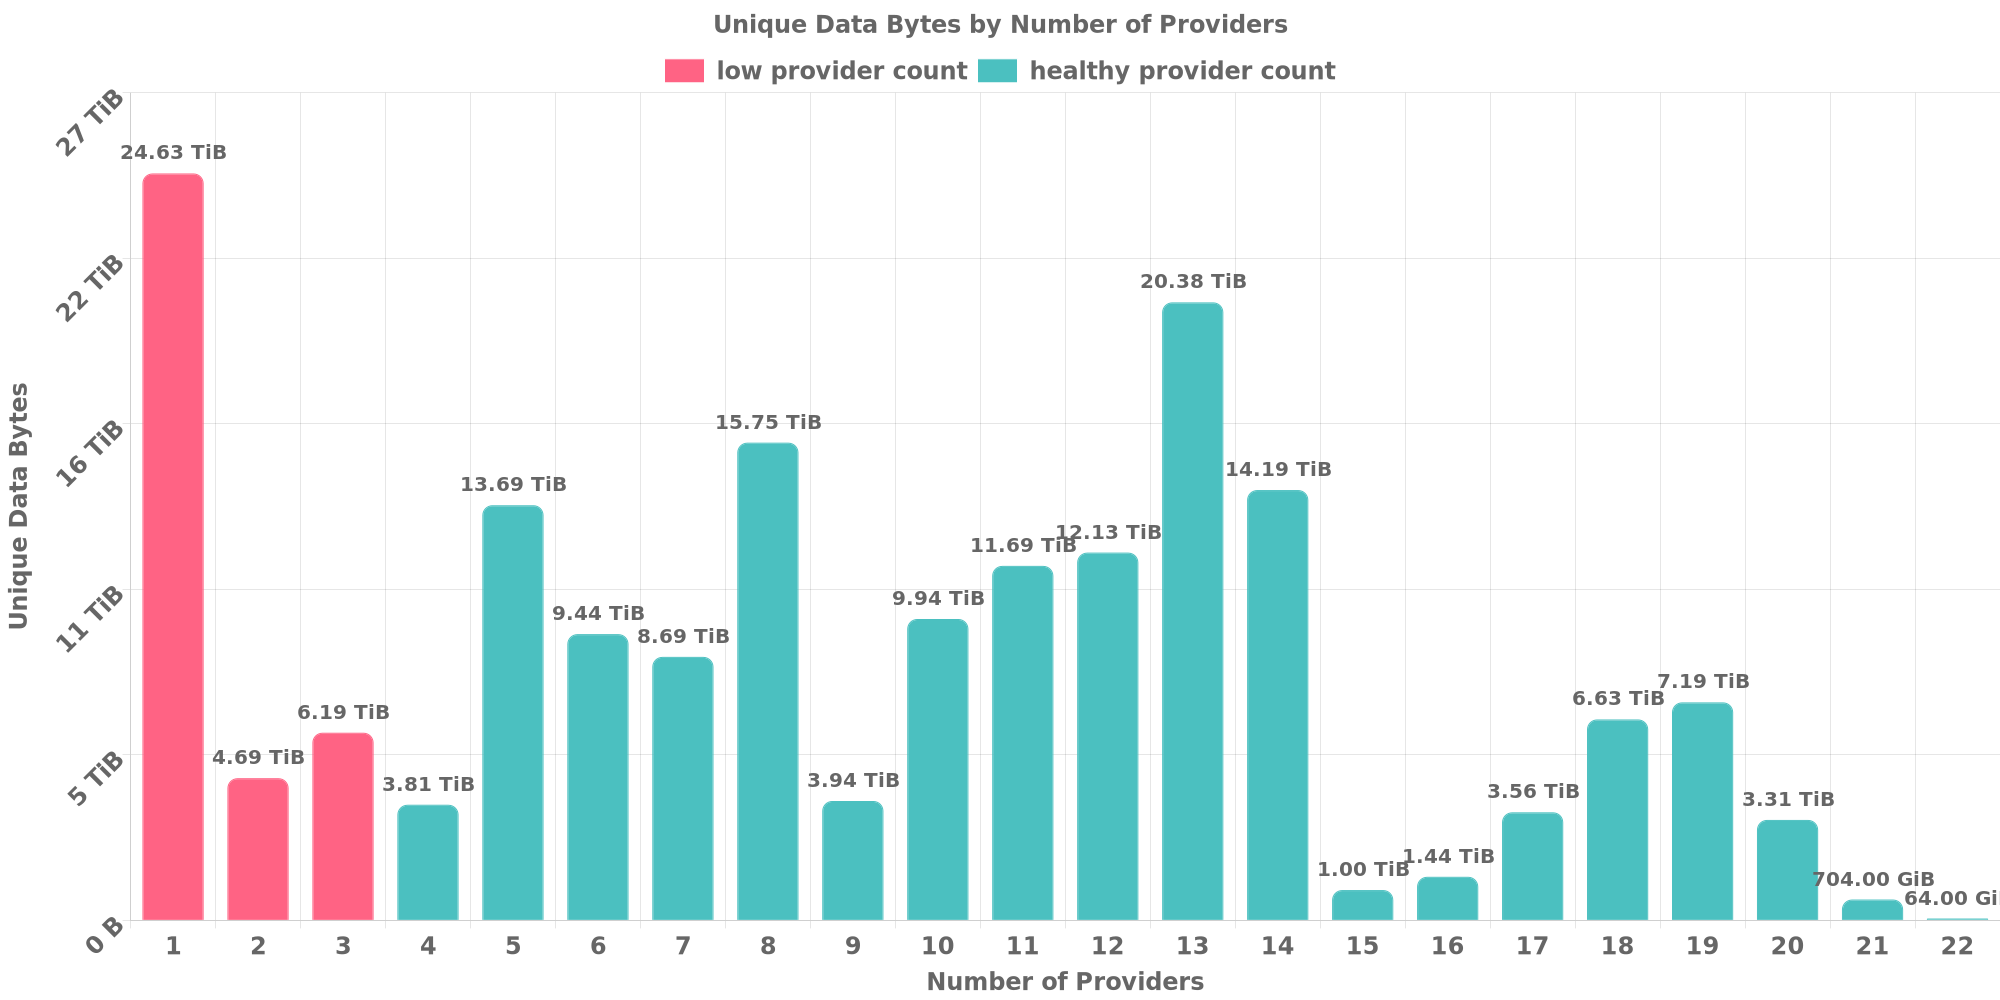 Unique Data Bytes by Number of Providers
low provider count healthy provider count
Unique Data Bytes
27 TiB
22 TiB
16 TiB
11 TiB
5 TiB
0 B
24.63 TiB
4.69 TiB
6.19 TiB
3.81 TiB
13.69 TiB
9.44 TiB
8.69 TiB
15.75 TiB
3.94 TiB
9.94 TiB
11.69 TiB
12.13 TiB
20.38 TiB
14.19 TiB
1.00 TiB
1.44 TiB
3.56 TiB
6.63 TiB
7.19 TiB
3.31 TiB
704.00 GiB
64.00 Gi
1 2 3 4 5 6 7 8 9 10 11 12 13 14 15 16 17 18 19 20 21 22
Number of Providers